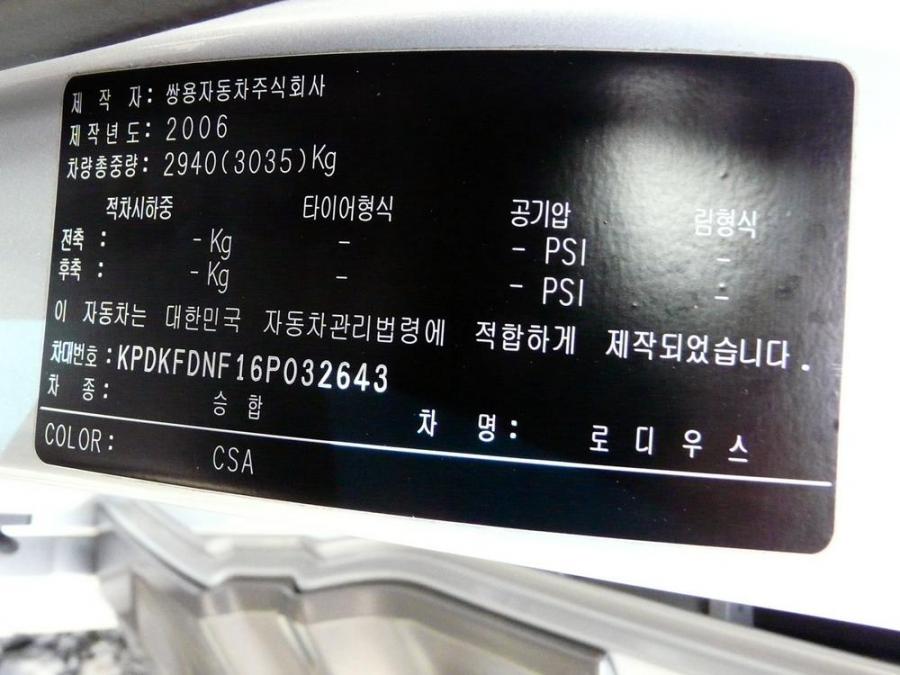 제 작 자: 쌍용자동차주식회사
제작년도: 2006
차량총중량: 2940(3035)Kg
적차시하중 타이어형식 공기압 림형식
전축 : - Kg - - PSI -
후축 : - Kg - - PSI -
이 자동차는 대한민국 자동차관리법령에 적합하게 제작되었습니다.
차대번호:KPDKFDNF16P032643
차 종: 승 합 차 명: 로 디 우 스
COLOR: CSA